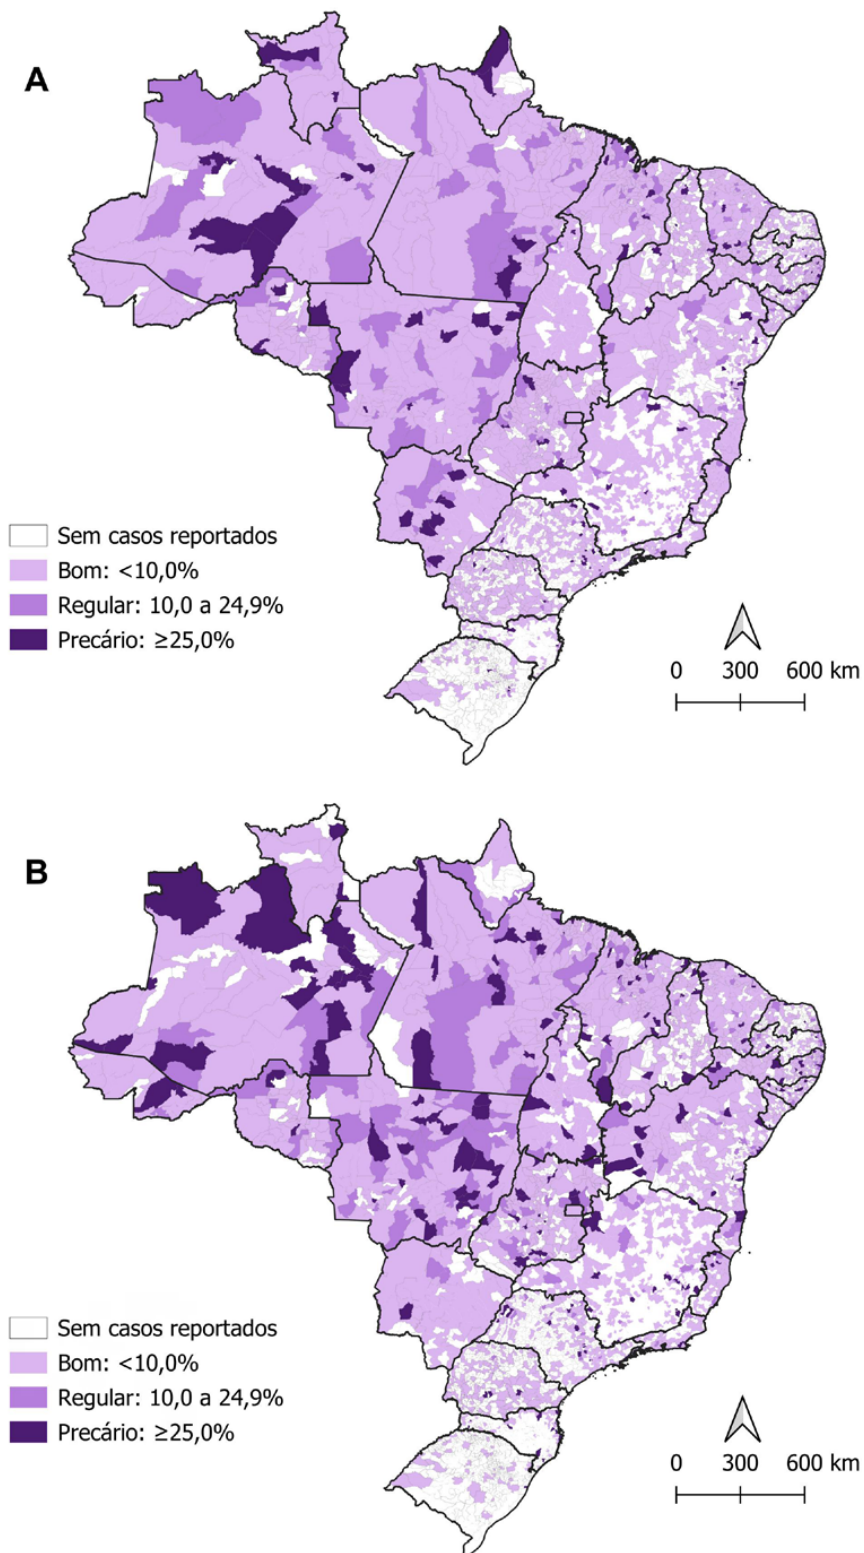 A
Sem casos reportados
Bom: <10,0%
Regular: 10,0 a 24,9%
Precário: ≥25,0%
0 300 600 km
B
Sem casos reportados
Bom: <10,0%
Regular: 10,0 a 24,9%
Precário: ≥25,0%
0 300 600 km